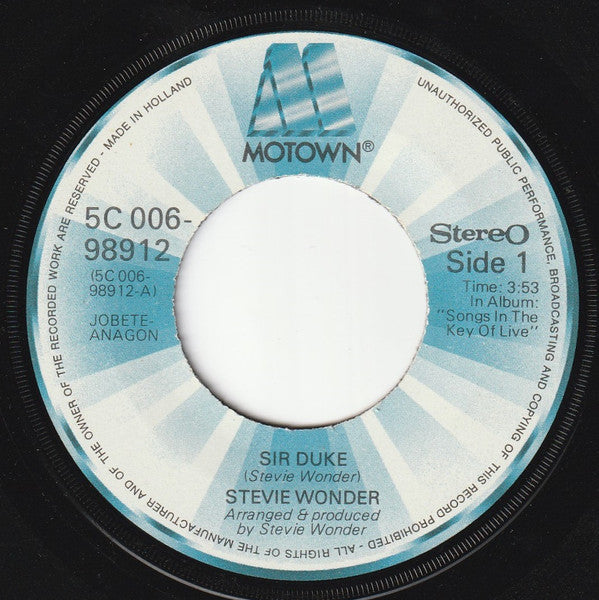 MOTOWN®
5C 006-
98912
(5C 006-
98912-A)
JOBETE-
ANAGON
StereO
Side 1
Time: 3:53
In Album:
"Songs In The
Key Of Live"
SIR DUKE
(Stevie Wonder)
STEVIE WONDER
Arranged & produced
by Stevie Wonder
UNAUTHORIZED PUBLIC PERFORMANCE, BROADCASTING AND COPYING OF THIS RECORD PROHIBITED - ALL RIGHTS OF THE MANUFACTURER AND OF THE OWNER OF THE RECORDED WORK ARE RESERVED - MADE IN HOLLAND